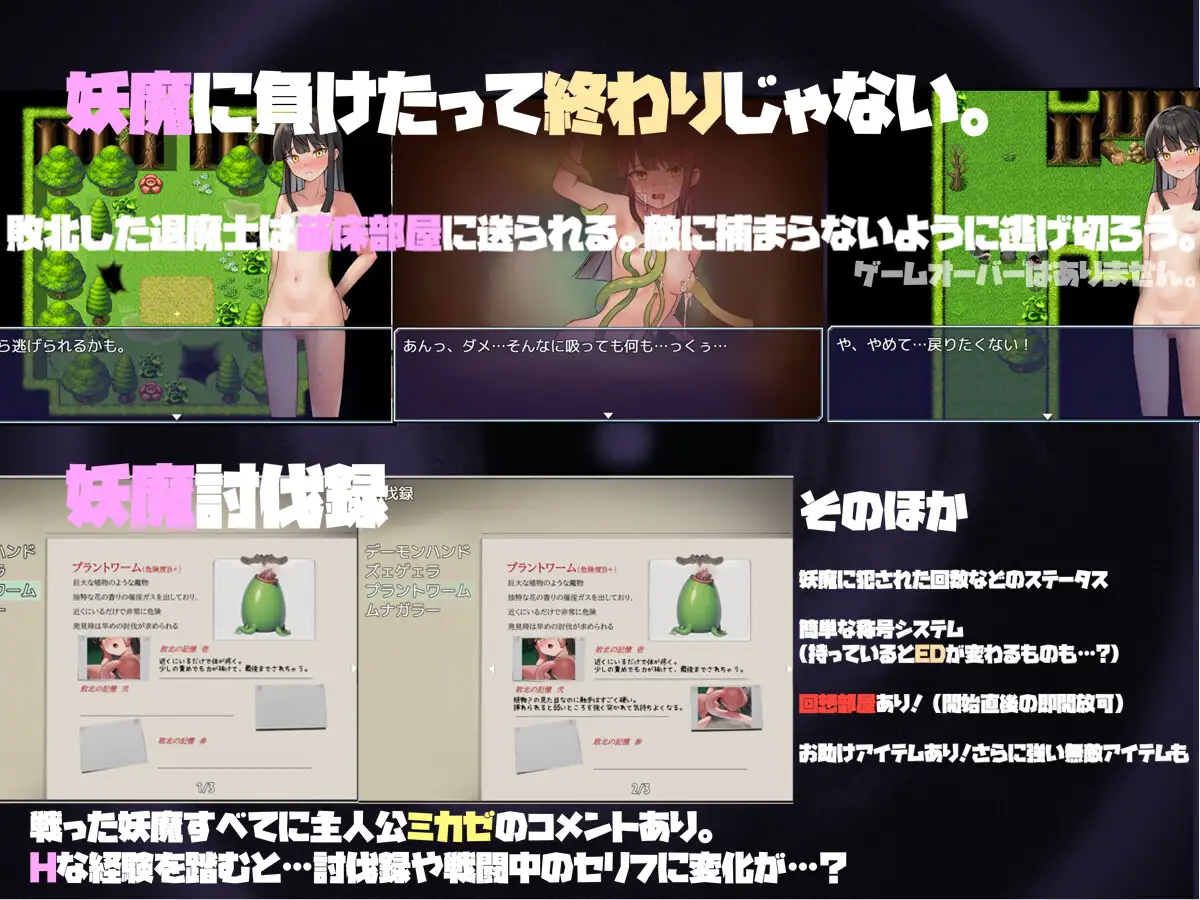 妖魔に負けたって終わりじゃない。
敗北した退魔士は苗床部屋に送られる。敵に捕まらないように逃げ切ろう。
ゲームオーバーはありません。
ら逃げられるかも。
あんっ、ダメ…そんなに吸っても何も…っくぅ…
や、やめて…戻りたくない！
妖魔討伐録
伐録
ハンド
ラ
ワーム
ー
プラントワーム(危険度B+)
巨大な植物のような魔物
独特な花の香りの催淫ガスを出しており、
近くにいるだけで非常に危険
発見時は早めの討伐が求められる
敗北の記憶 壱
近くにいるだけで体が疼く。
少しの責めでも力が抜けて、最後までされちゃう。
敗北の記憶 弐
敗北の記憶 参
1/3
デーモンハンド
ズェゲェラ
プラントワーム
ムナガラー
プラントワーム(危険度B+)
巨大な植物のような魔物
独特な花の香りの催淫ガスを出しており、
近くにいるだけで非常に危険
発見時は早めの討伐が求められる
敗北の記憶 壱
近くにいるだけで体が疼く。
少しの責めでも力が抜けて、最後までされちゃう。
敗北の記憶 弐
植物？の見た目なのに触手はすごく硬い。
挿れられると弱いところを強く突かれて気持ちよくなる。
敗北の記憶 参
2/3
そのほか
妖魔に犯された回数などのステータス
簡単な称号システム
（持っているとEDが変わるものも…？）
回想部屋あり！（開始直後の即開放可）
お助けアイテムあり！さらに強い無敵アイテムも
戦った妖魔すべてに主人公ミカゼのコメントあり。
Hな経験を踏むと…討伐録や戦闘中のセリフに変化が…？